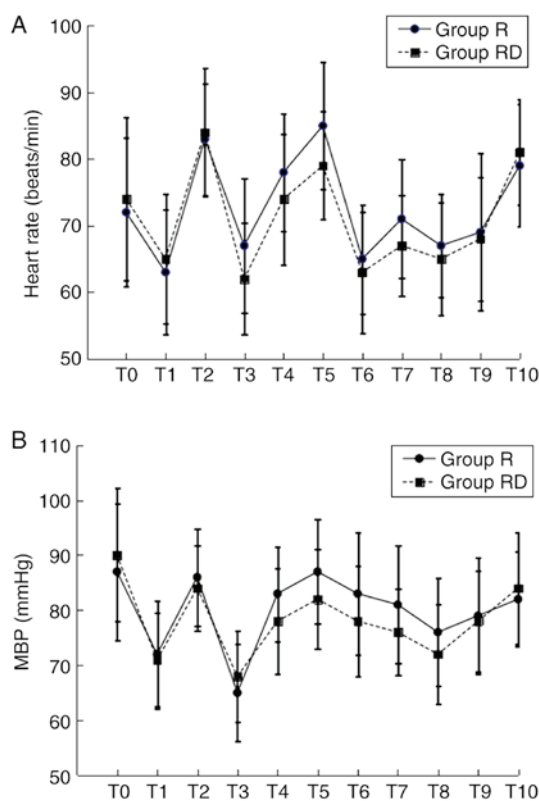 A
Heart rate (beats/min)
100
90
80
70
60
50
Group R
Group RD
T0 T1 T2 T3 T4 T5 T6 T7 T8 T9 T10
B
MBP (mmHg)
110
100
90
80
70
60
50
Group R
Group RD
T0 T1 T2 T3 T4 T5 T6 T7 T8 T9 T10